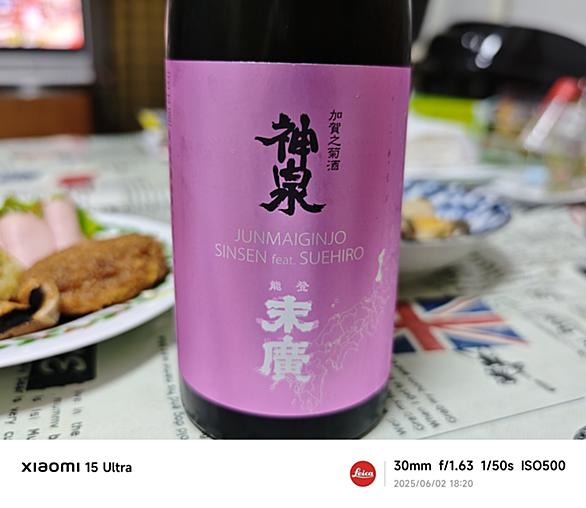 加賀之菊酒
神泉
JUNMAIGINJO
SINSEN feat. SUEHIRO
能登
末廣
xiaomi 15 Ultra
Leica
30mm f/1.63 1/50s ISO500
2025/06/02 18:20